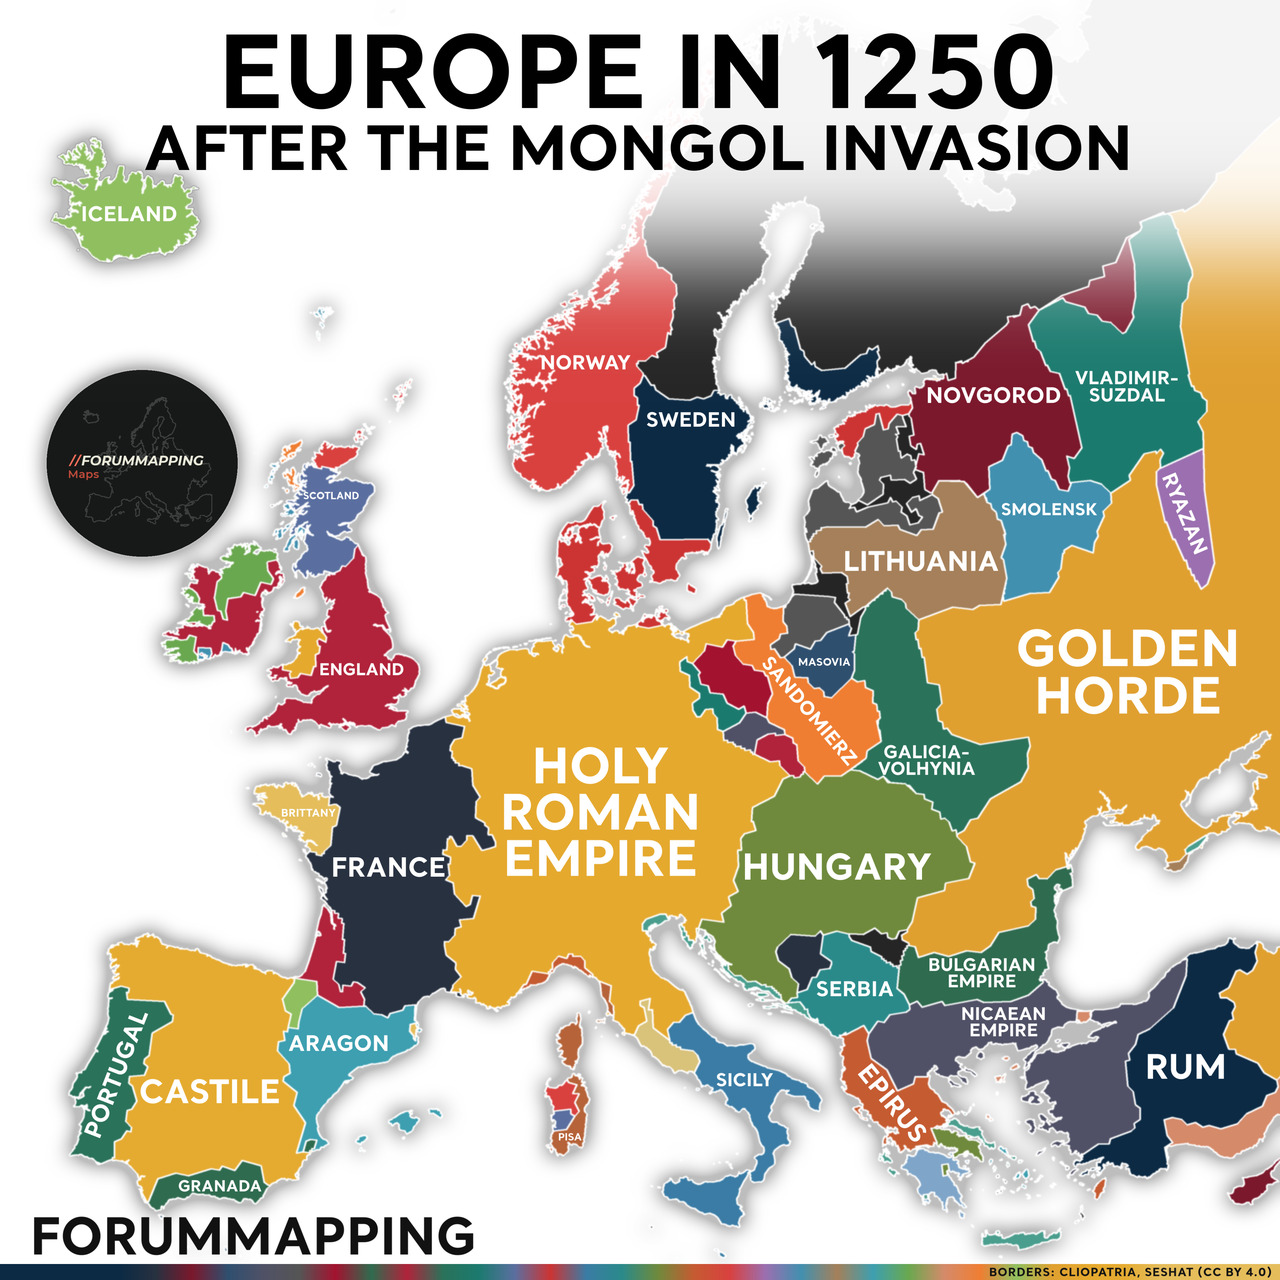 EUROPE IN 1250
AFTER THE MONGOL INVASION
ICELAND
NORWAY
SWEDEN
NOVGOROD
VLADIMIR-
SUZDAL
//FORUMMAPPING
Maps
SCOTLAND
SMOLENSK
RYAZAN
LITHUANIA
ENGLAND
MASOVIA
SANDOMIERZ
GOLDEN
HORDE
HOLY
ROMAN
EMPIRE
GALICIA-
VOLHYNIA
BRITTANY
FRANCE
HUNGARY
BULGARIAN
EMPIRE
SERBIA
NICAEAN
EMPIRE
ARAGON
PORTUGAL
CASTILE
SICILY
EPIRUS
RUM
PISA
GRANADA
FORUMMAPPING
BORDERS: CLIOPATRIA, SESHAT (CC BY 4.0)